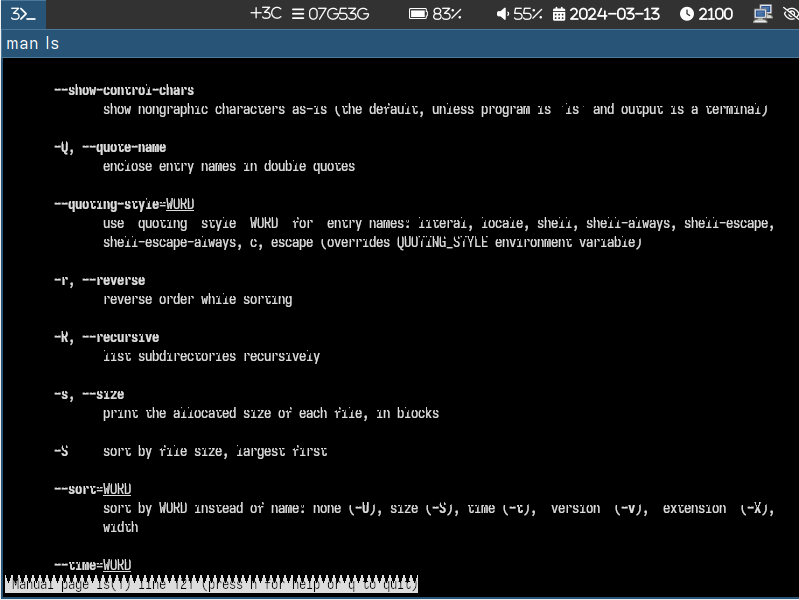 3>_ +3C 07G53G 83% 55% 2024-03-13 2100
man ls
--show-control-chars
show nongraphic characters as-is (the default, unless program is 'ls' and output is a terminal)
-Q, --quote-name
enclose entry names in double quotes
--quoting-style=WORD
use quoting style WORD for entry names: literal, locale, shell, shell-always, shell-escape,
shell-escape-always, c, escape (overrides QUOTING_STYLE environment variable)
-r, --reverse
reverse order while sorting
-R, --recursive
list subdirectories recursively
-s, --size
print the allocated size of each file, in blocks
-S sort by file size, largest first
--sort=WORD
sort by WORD instead of name: none (-U), size (-S), time (-t), version (-v), extension (-X),
width
--time=WORD
Manual page ls(1) line (press h for help or q to quit)